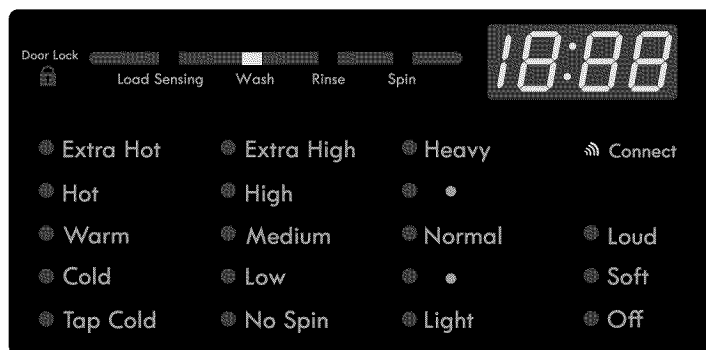 Door Lock
18:88
Load Sensing Wash Rinse Spin
Extra Hot Extra High Heavy Connect
Hot High
Warm Medium Normal Loud
Cold Low Soft
Tap Cold No Spin Light Off